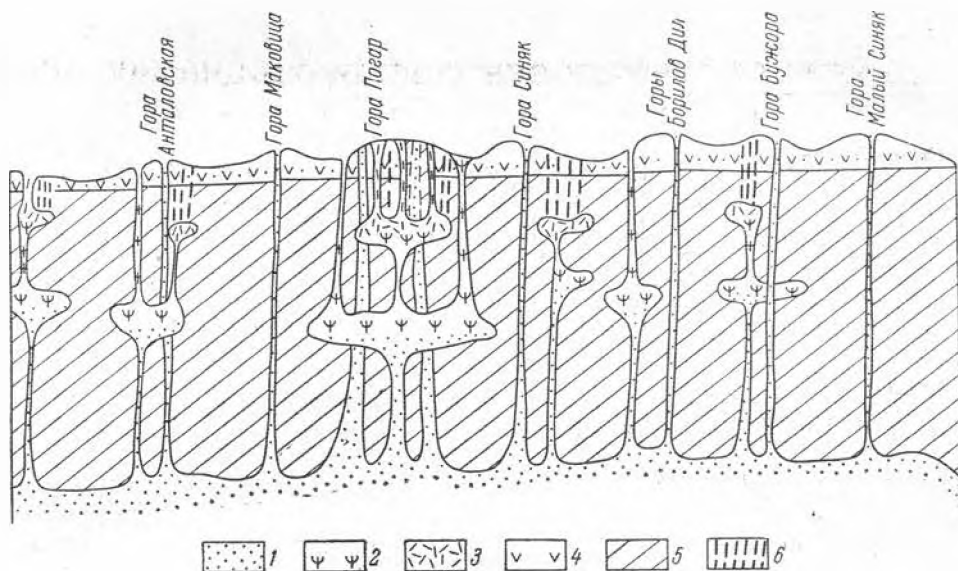 Гора
Анталовская
Гора Маковица
Гора Погар
Гора Синяк
Горы
Борилов Дил
Гора Бужора
Гора
Малый Синяк
1 2 3 4 5 6